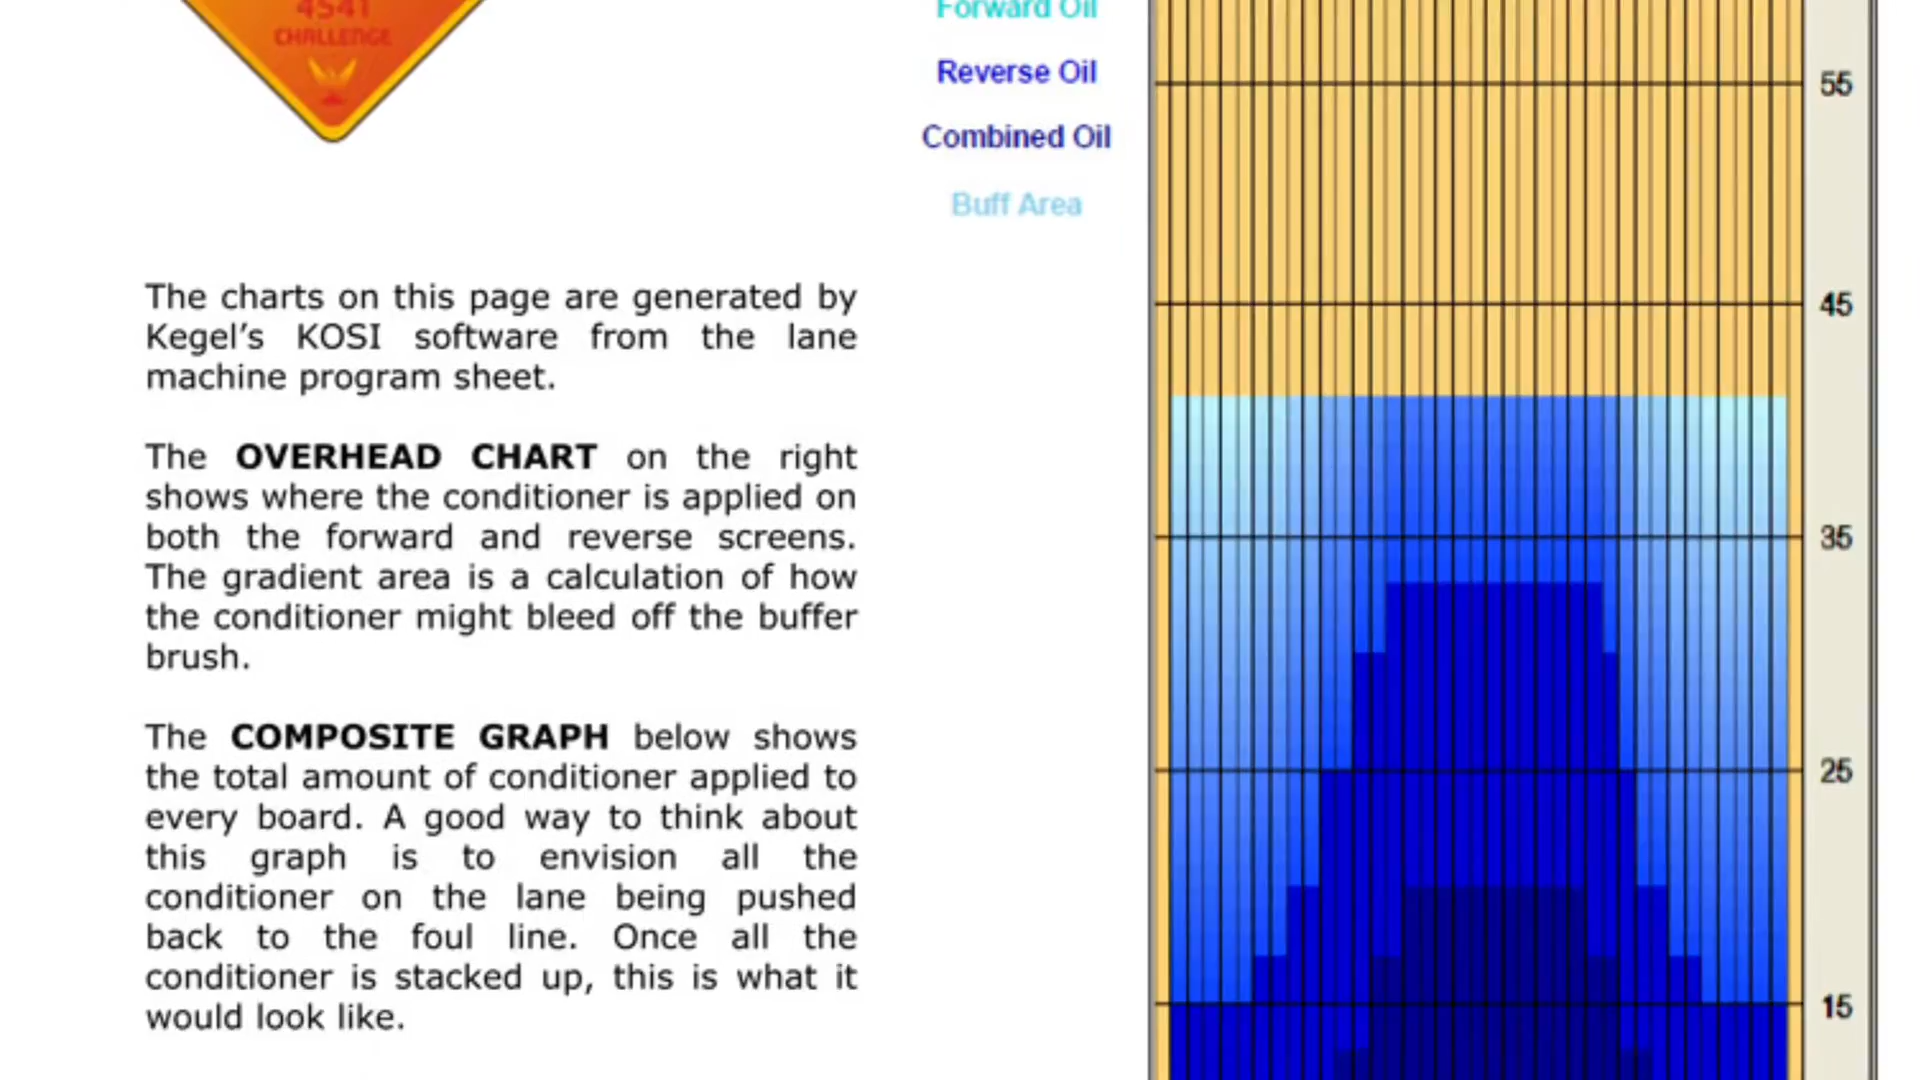 4541
CHALLENGE
The charts on this page are generated by
Kegel’s KOSI software from the lane
machine program sheet.
The OVERHEAD CHART on the right
shows where the conditioner is applied on
both the forward and reverse screens.
The gradient area is a calculation of how
the conditioner might bleed off the buffer
brush.
The COMPOSITE GRAPH below shows
the total amount of conditioner applied to
every board. A good way to think about
this graph is to envision all the
conditioner on the lane being pushed
back to the foul line. Once all the
conditioner is stacked up, this is what it
would look like.
Forward Oil
Reverse Oil
Combined Oil
Buff Area
55
45
35
25
15